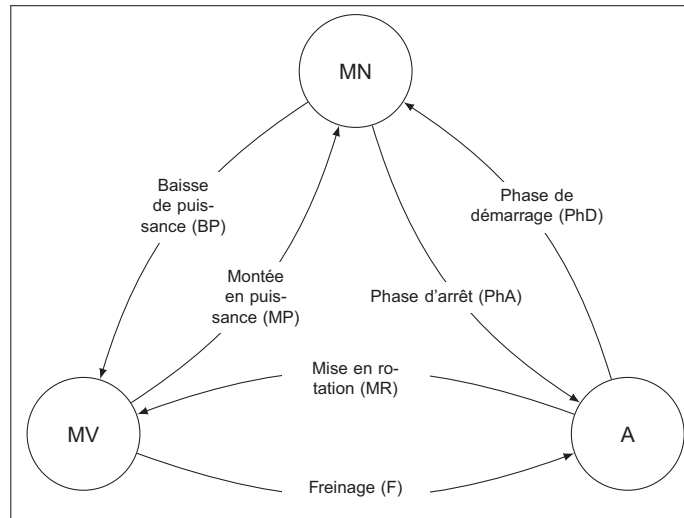 MN
Baisse
de puis-
sance (BP)
Phase de
démarrage (PhD)
Montée
en puis-
sance (MP)
Phase d'arrêt (PhA)
Mise en ro-
tation (MR)
MV
A
Freinage (F)